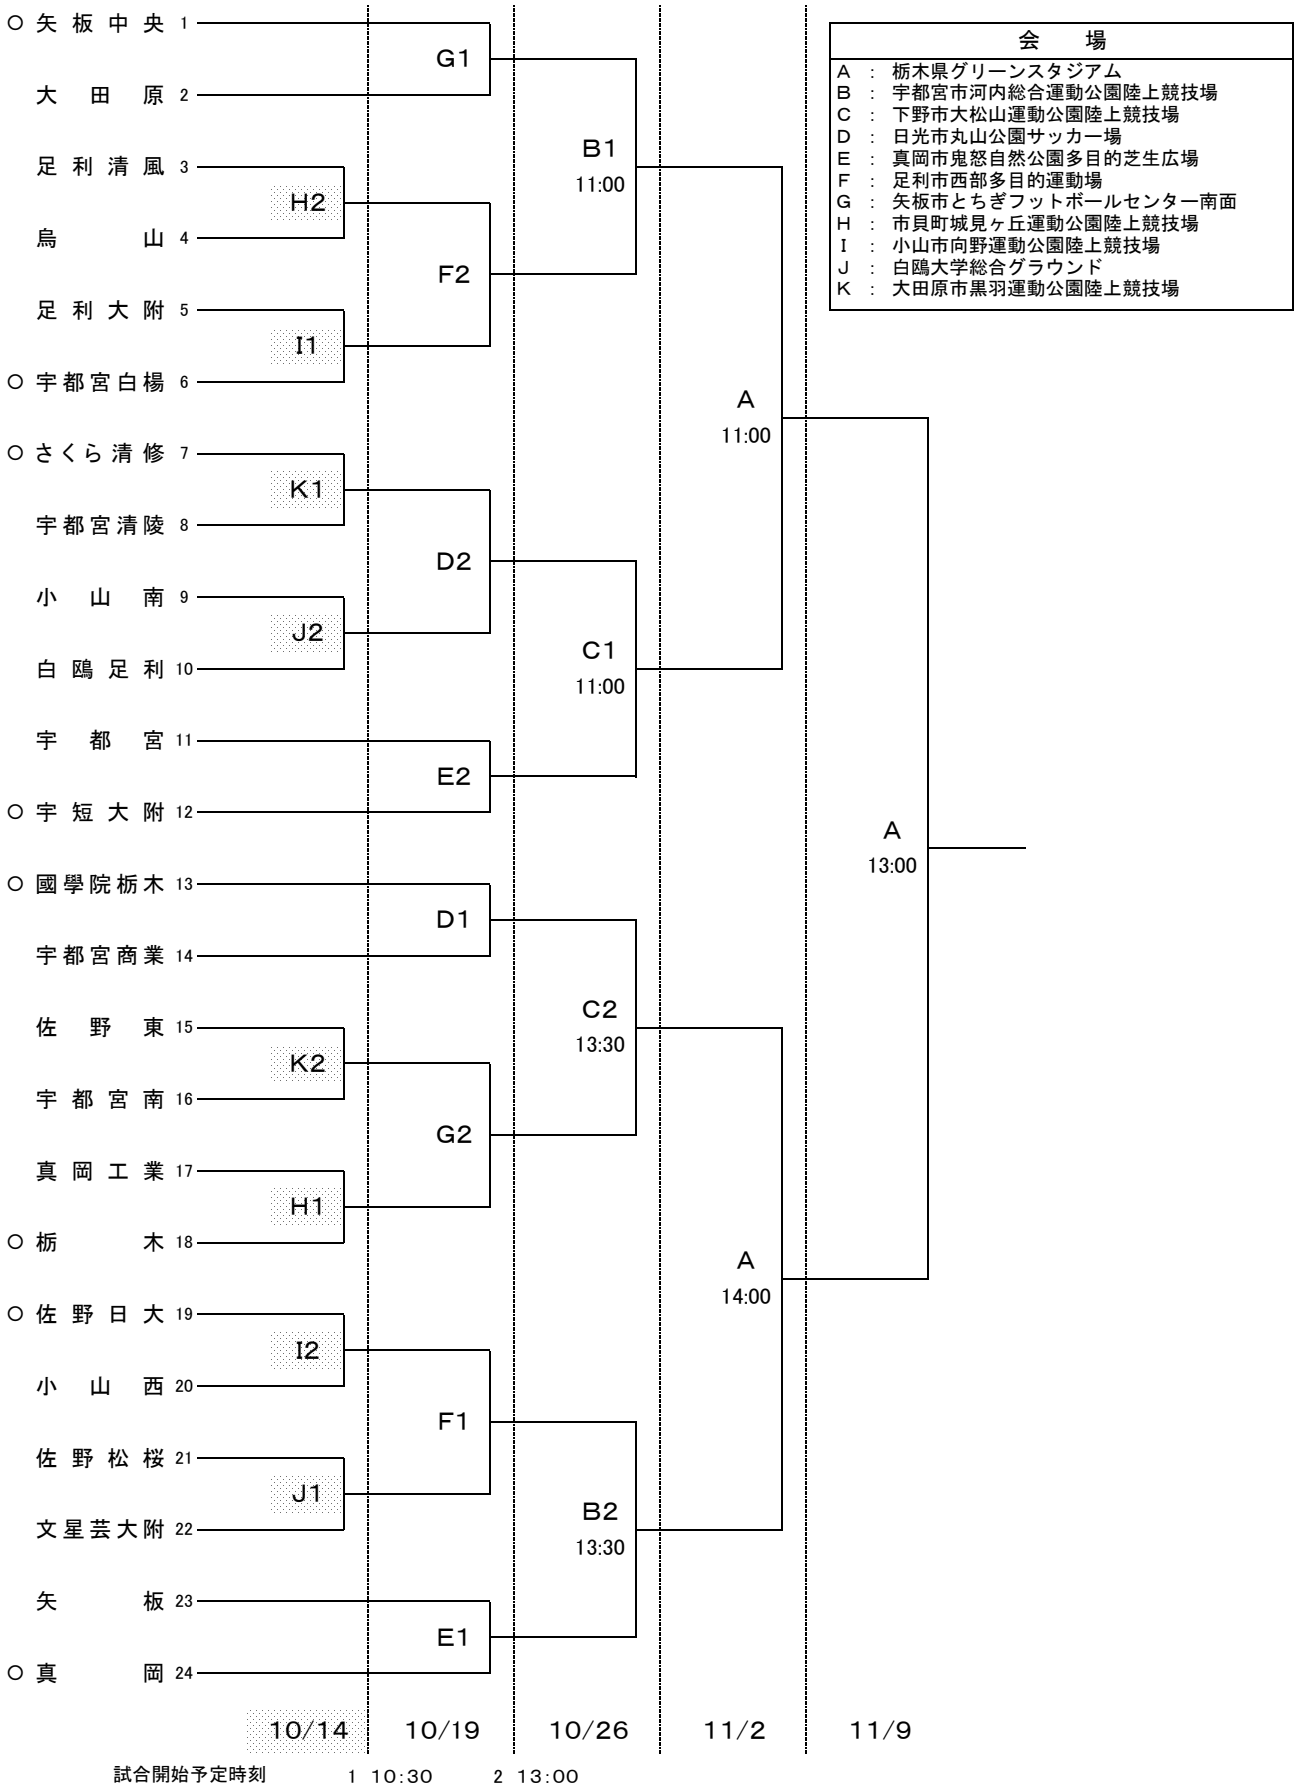 ○ 矢板中央 1
G1
大田原 2
足利清風 3
H2
烏山 4
F2
足利大附 5
I1
○ 宇都宮白楊 6
B1
11:00
○ さくら清修 7
K1
宇都宮清陵 8
D2
小山南 9
J2
白鴎足利 10
C1
11:00
宇都宮 11
E2
○ 宇短大附 12
A
11:00
○ 國學院栃木 13
D1
宇都宮商業 14
C2
13:30
佐野東 15
K2
宇都宮南 16
G2
真岡工業 17
H1
○ 栃木 18
○ 佐野日大 19
I2
小山西 20
F1
佐野松桜 21
J1
文星芸大附 22
B2
13:30
矢板 23
E1
○ 真岡 24
A
14:00
A
13:00
会場
A : 栃木県グリーンスタジアム
B : 宇都宮市河内総合運動公園陸上競技場
C : 下野市大松山運動公園陸上競技場
D : 日光市丸山公園サッカー場
E : 真岡市鬼怒自然公園多目的芝生広場
F : 足利市西部多目的運動場
G : 矢板市とちぎフットボールセンター南面
H : 市貝町城見ヶ丘運動公園陸上競技場
I : 小山市向野運動公園陸上競技場
J : 白鴎大学総合グラウンド
K : 大田原市黒羽運動公園陸上競技場
10/14 10/19 10/26 11/2 11/9
試合開始予定時刻 1 10:30 2 13:00